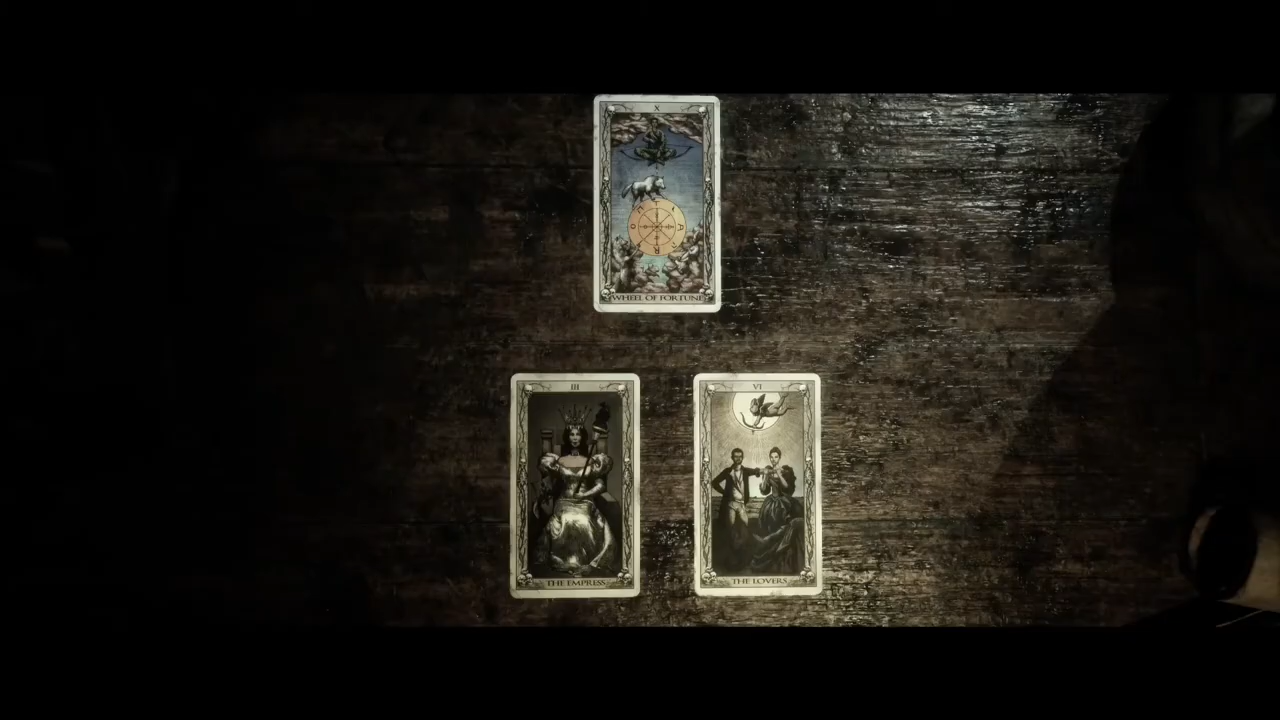 X
WHEEL OF FORTUNE
III
THE EMPRESS
VI
THE LOVERS